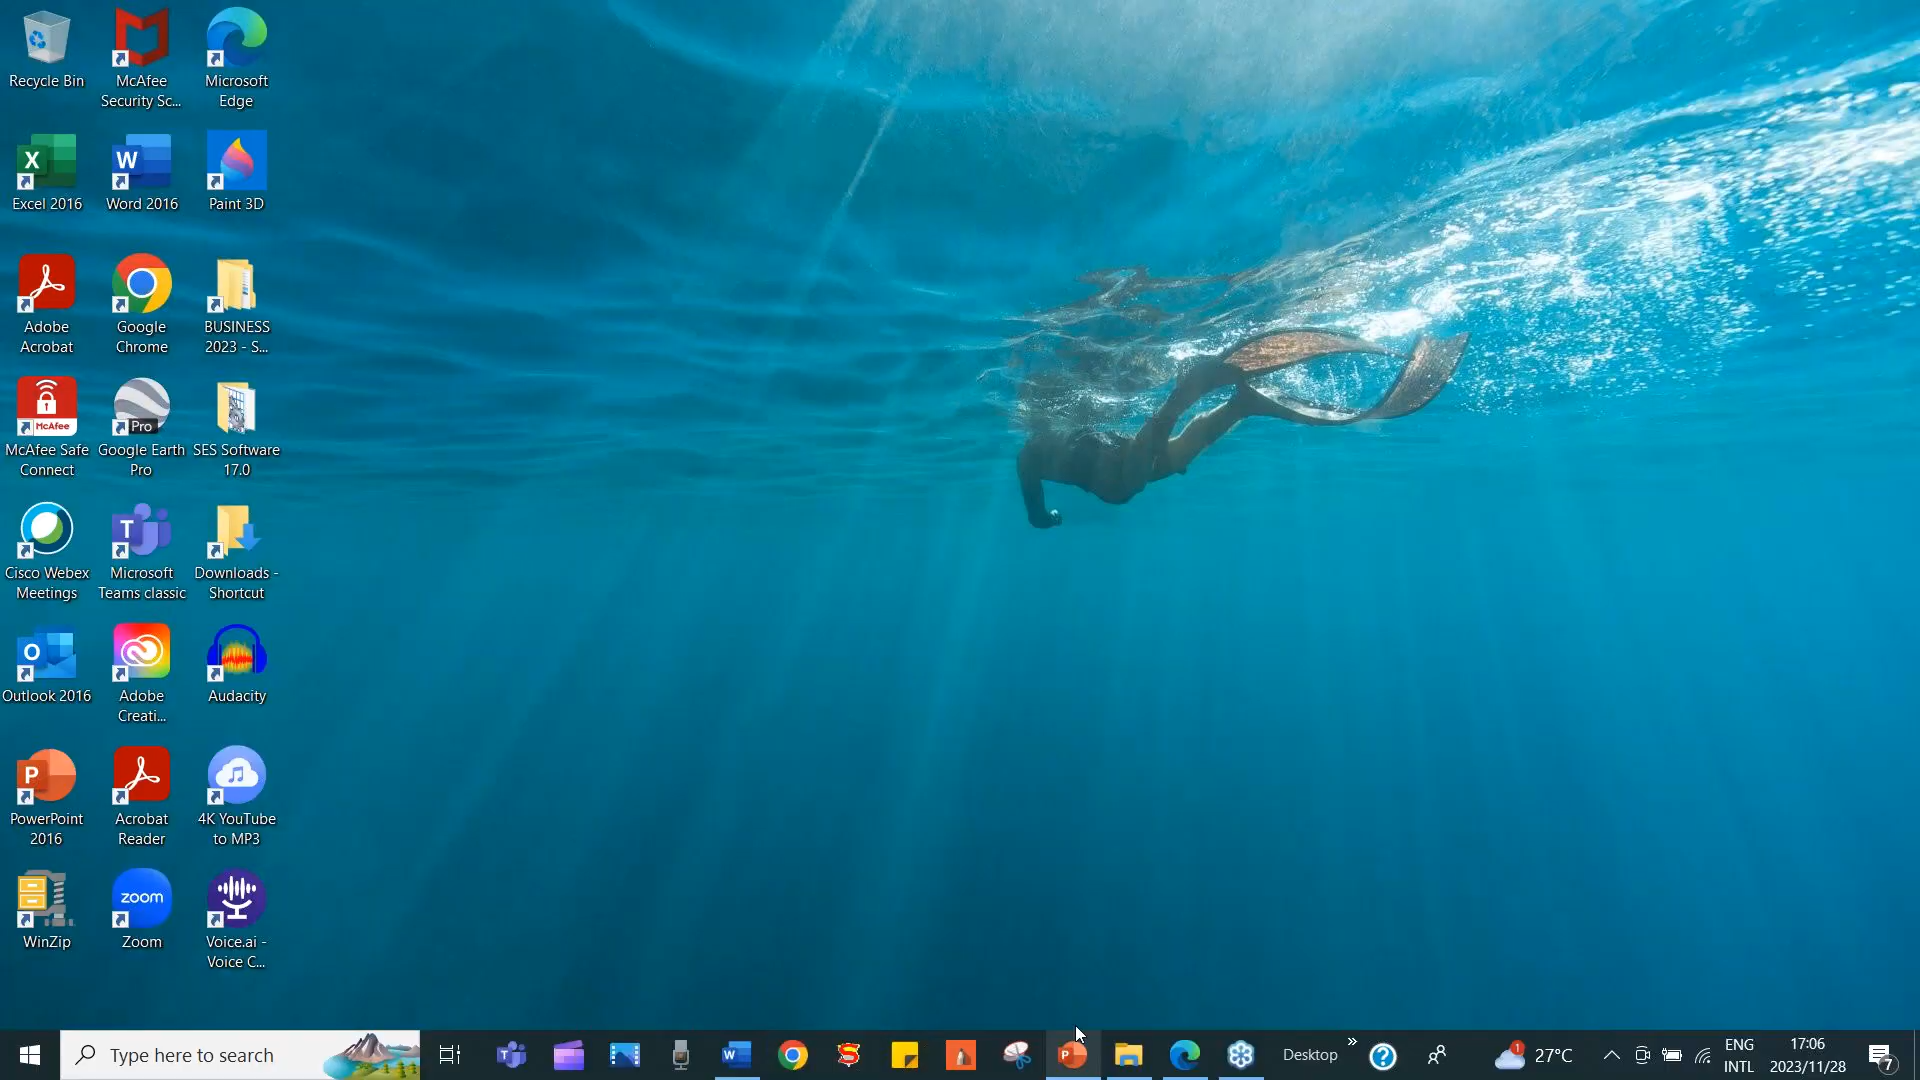 Recycle Bin
McAfee
Security Sc...
Microsoft
Edge
X
Excel 2016
W
Word 2016
Paint 3D
Adobe
Acrobat
Google
Chrome
BUSINESS
2023 - S...
McAfee
McAfee Safe
Connect
Pro
Google Earth
Pro
SES Software
17.0
Cisco Webex
Meetings
T
Microsoft
Teams classic
Downloads -
Shortcut
O
Outlook 2016
Adobe
Creati...
Audacity
P
PowerPoint
2016
Acrobat
Reader
4K YouTube
to MP3
WinZip
zoom
Zoom
Voice.ai -
Voice C...
Type here to search
T
W
S
P
Desktop
»
?
1
27°C
ENG
INTL
17:06
2023/11/28
7